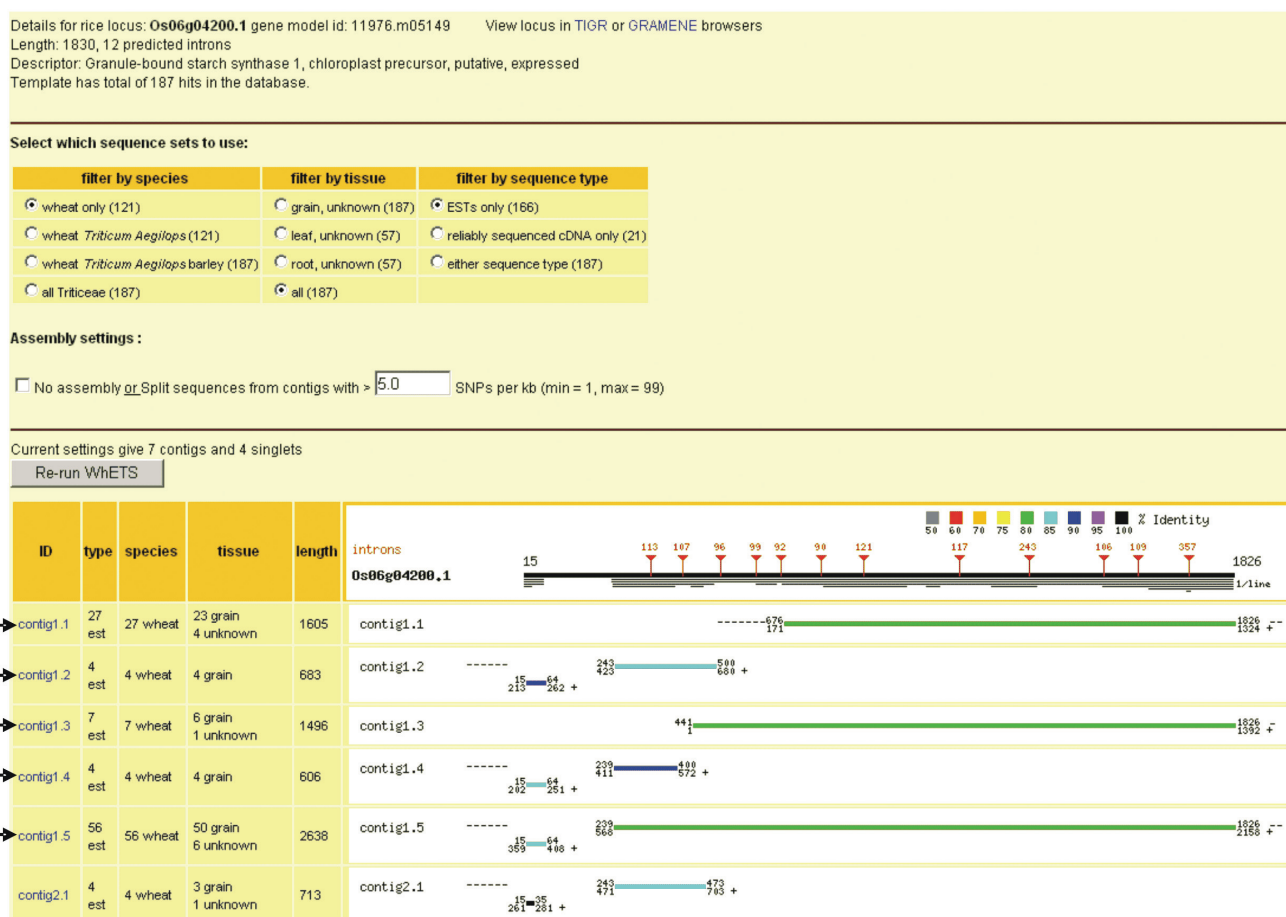 Details for rice locus: Os06g04200.1 gene model id: 11976.m05149 View locus in TIGR or GRAMENE browsers
Length: 1830, 12 predicted introns
Descriptor: Granule-bound starch synthase 1, chloroplast precursor, putative, expressed
Template has total of 187 hits in the database.
Select which sequence sets to use:
filter by species filter by tissue filter by sequence type
wheat only (121) grain, unknown (187) ESTs only (166)
wheat Triticum Aegilops (121) leaf, unknown (57) reliably sequenced cDNA only (21)
wheat Triticum Aegilops barley (187) root, unknown (57) either sequence type (187)
all Triticeae (187) all (187)
Assembly settings :
No assembly or Split sequences from contigs with > 5.0 SNPs per kb (min = 1, max = 99)
Current settings give 7 contigs and 4 singlets
Re-run WhETS
ID type species tissue length
50 60 70 75 80 85 90 95 100 % Identity
introns 113 107 96 99 92 90 121 117 243 106 109 357
15 1826
Os06g04200.1
1/line
contig1.1 27 est 27 wheat 23 grain 4 unknown 1605 contig1.1 ------- 676 1826 --
171 1324 +
contig1.2 4 est 4 wheat 4 grain 683 contig1.2 ------ 243 500
423 680 +
15 64
213 262 +
contig1.3 7 est 7 wheat 6 grain 1 unknown 1496 contig1.3 441 1826 -
1 1392 +
contig1.4 4 est 4 wheat 4 grain 606 contig1.4 ------ 239 400
411 572 +
15 64
202 251 +
contig1.5 56 est 56 wheat 50 grain 6 unknown 2638 contig1.5 ------ 239 1826 --
568 2158 +
15 64
359 408 +
contig2.1 4 est 4 wheat 3 grain 1 unknown 713 contig2.1 ------ 243 473
471 703 +
15 35
261 281 +